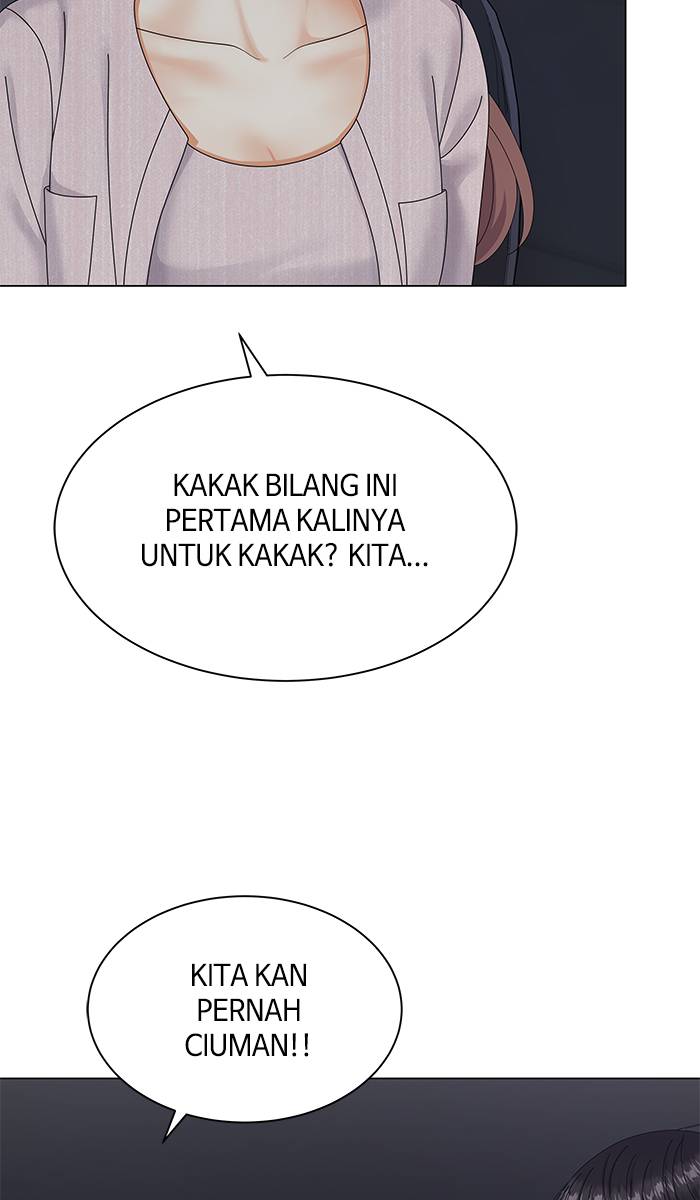 KAKAK BILANG INI
PERTAMA KALINYA
UNTUK KAKAK? KITA...
KITA KAN
PERNAH
CIUMAN!!